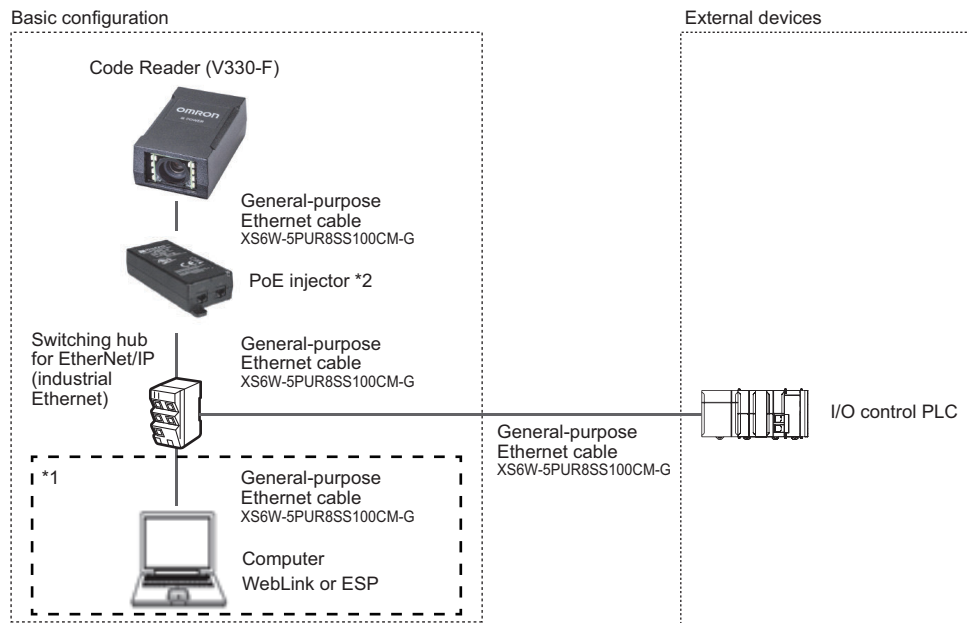 Basic configuration
External devices
Code Reader (V330-F)
OMRON
General-purpose
Ethernet cable
XS6W-5PUR8SS100CM-G
PoE injector *2
Switching hub
for EtherNet/IP
(industrial
Ethernet)
General-purpose
Ethernet cable
XS6W-5PUR8SS100CM-G
I/O control PLC
General-purpose
Ethernet cable
XS6W-5PUR8SS100CM-G
*1
General-purpose
Ethernet cable
XS6W-5PUR8SS100CM-G
Computer
WebLink or ESP